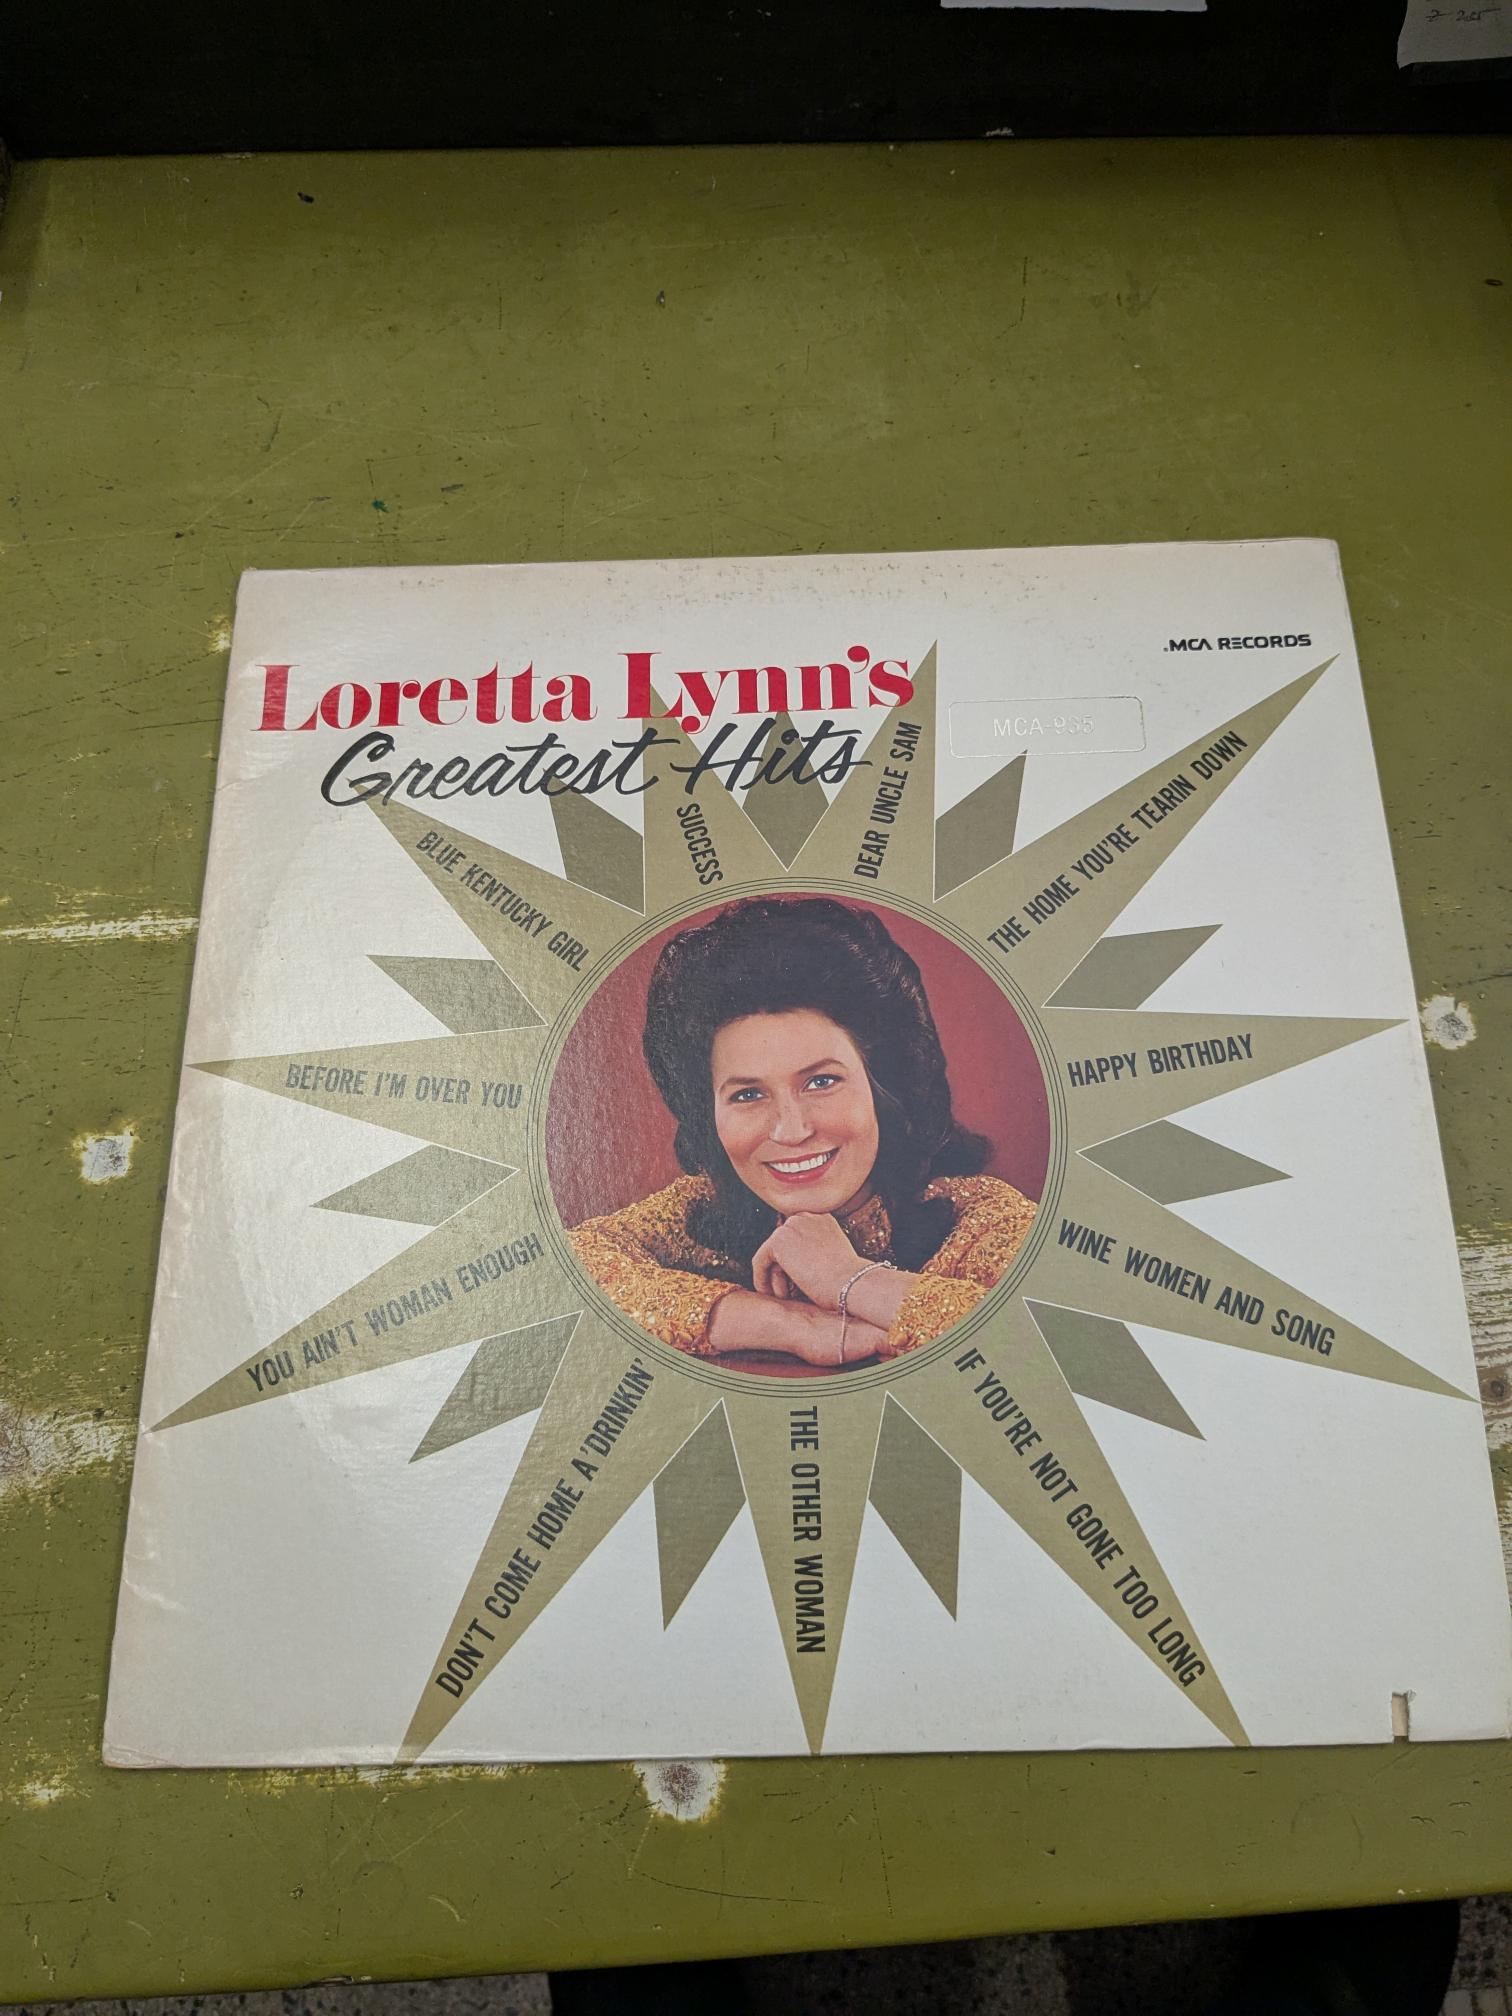 Loretta Lynn's
Greatest Hits
.MCA RECORDS
SUCCESS
DEAR UNCLE SAM
THE HOME YOU'RE TEARIN DOWN
HAPPY BIRTHDAY
WINE WOMEN AND SONG
IF YOU'RE NOT GONE TOO LONG
THE OTHER WOMAN
DON'T COME HOME A 'DRINKIN'
YOU AIN'T WOMAN ENOUGH
BEFORE I'M OVER YOU
BLUE KENTUCKY GIRL